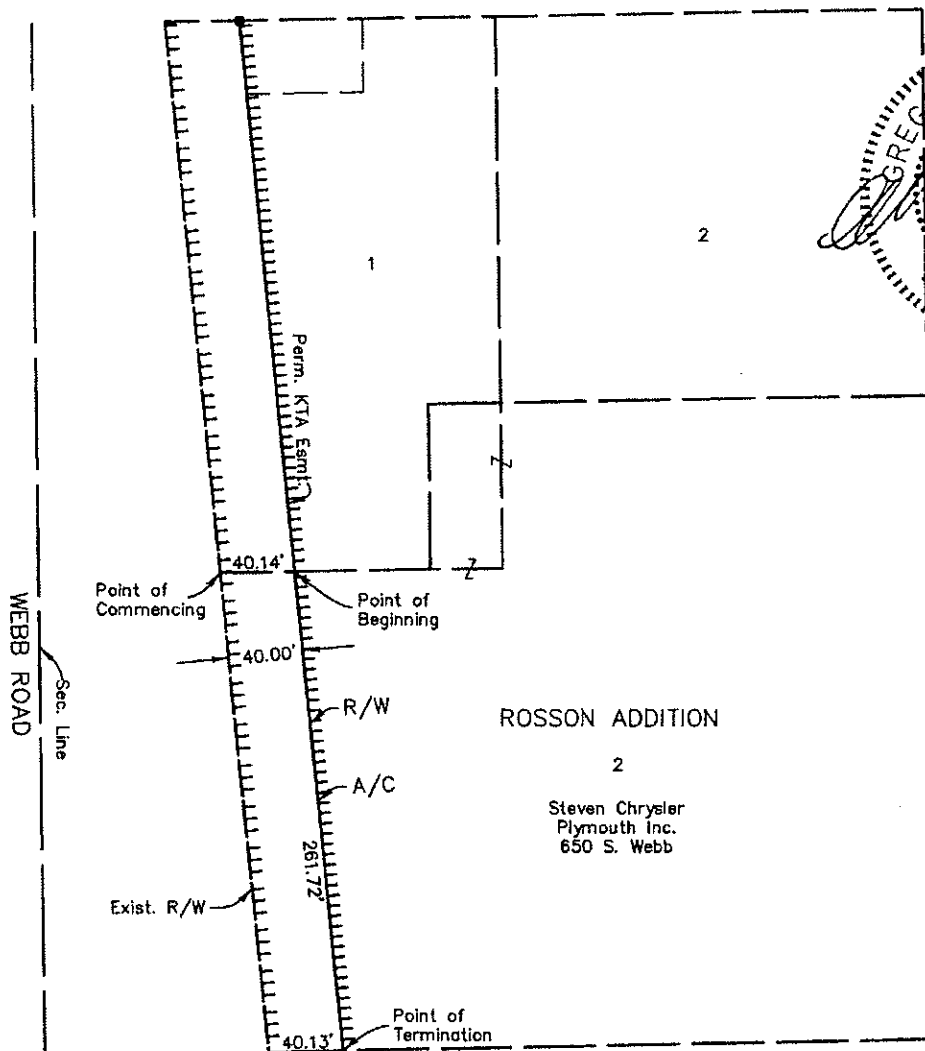 GREG
1
2
Perm. KTA Esmt.
40.14'
Point of
Commencing
Point of
Beginning
40.00'
WEBB ROAD
Sec. Line
R/W
A/C
ROSSON ADDITION
2
Steven Chrysler
Plymouth Inc.
650 S. Webb
261.72'
Exist. R/W
Point of
Termination
40.13'